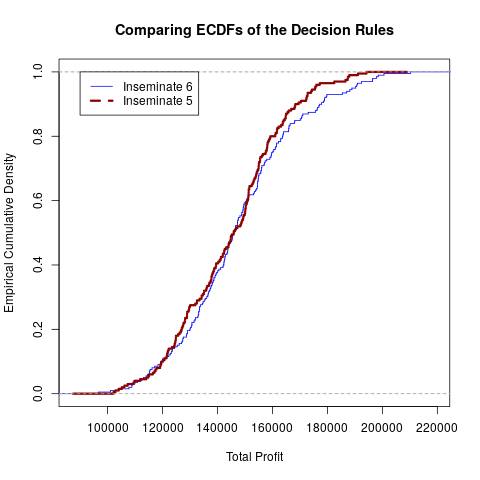 Comparing ECDFs of the Decision Rules
Inseminate 6
Inseminate 5
Empirical Cumulative Density
1.0
0.8
0.6
0.4
0.2
0.0
100000 120000 140000 160000 180000 200000 220000
Total Profit